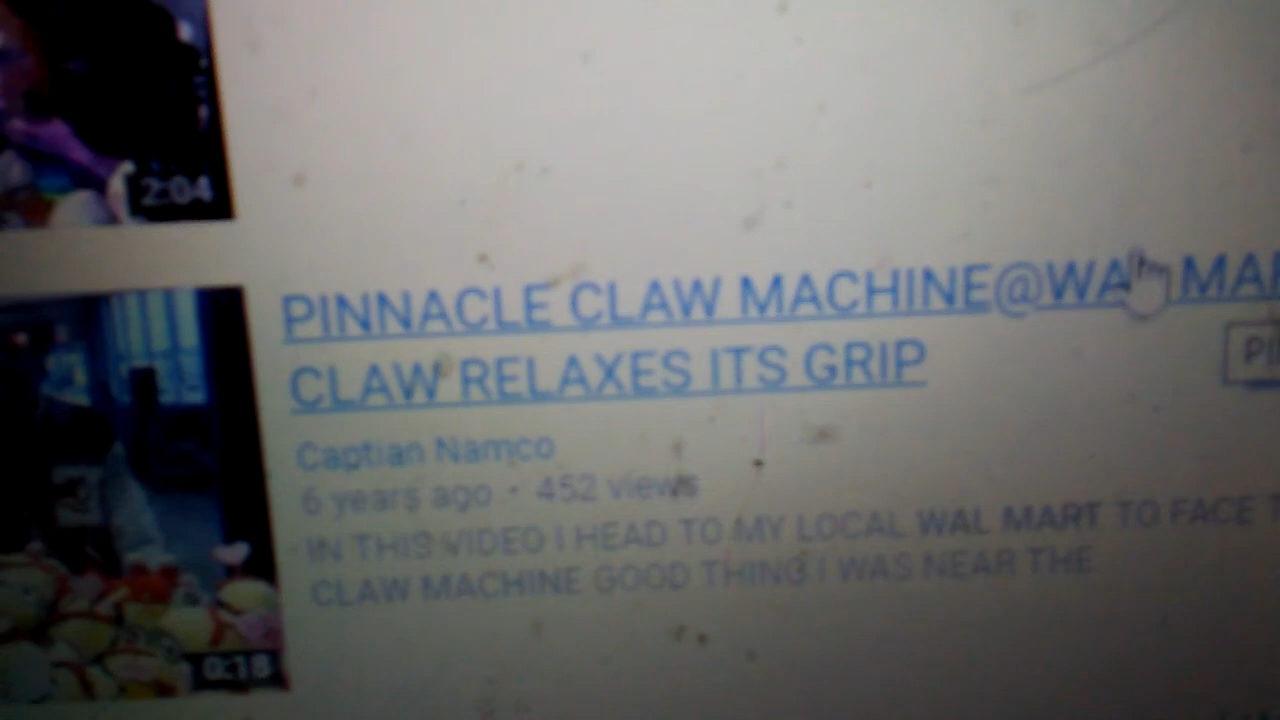 2:04
PINNACLE CLAW MACHINE@WAL MAR
CLAW RELAXES ITS GRIP
PI
Captian Namco
6 years ago · 452 views
IN THIS VIDEO I HEAD TO MY LOCAL WAL MART TO FACE T
CLAW MACHINE GOOD THING I WAS NEAR THE
0:18